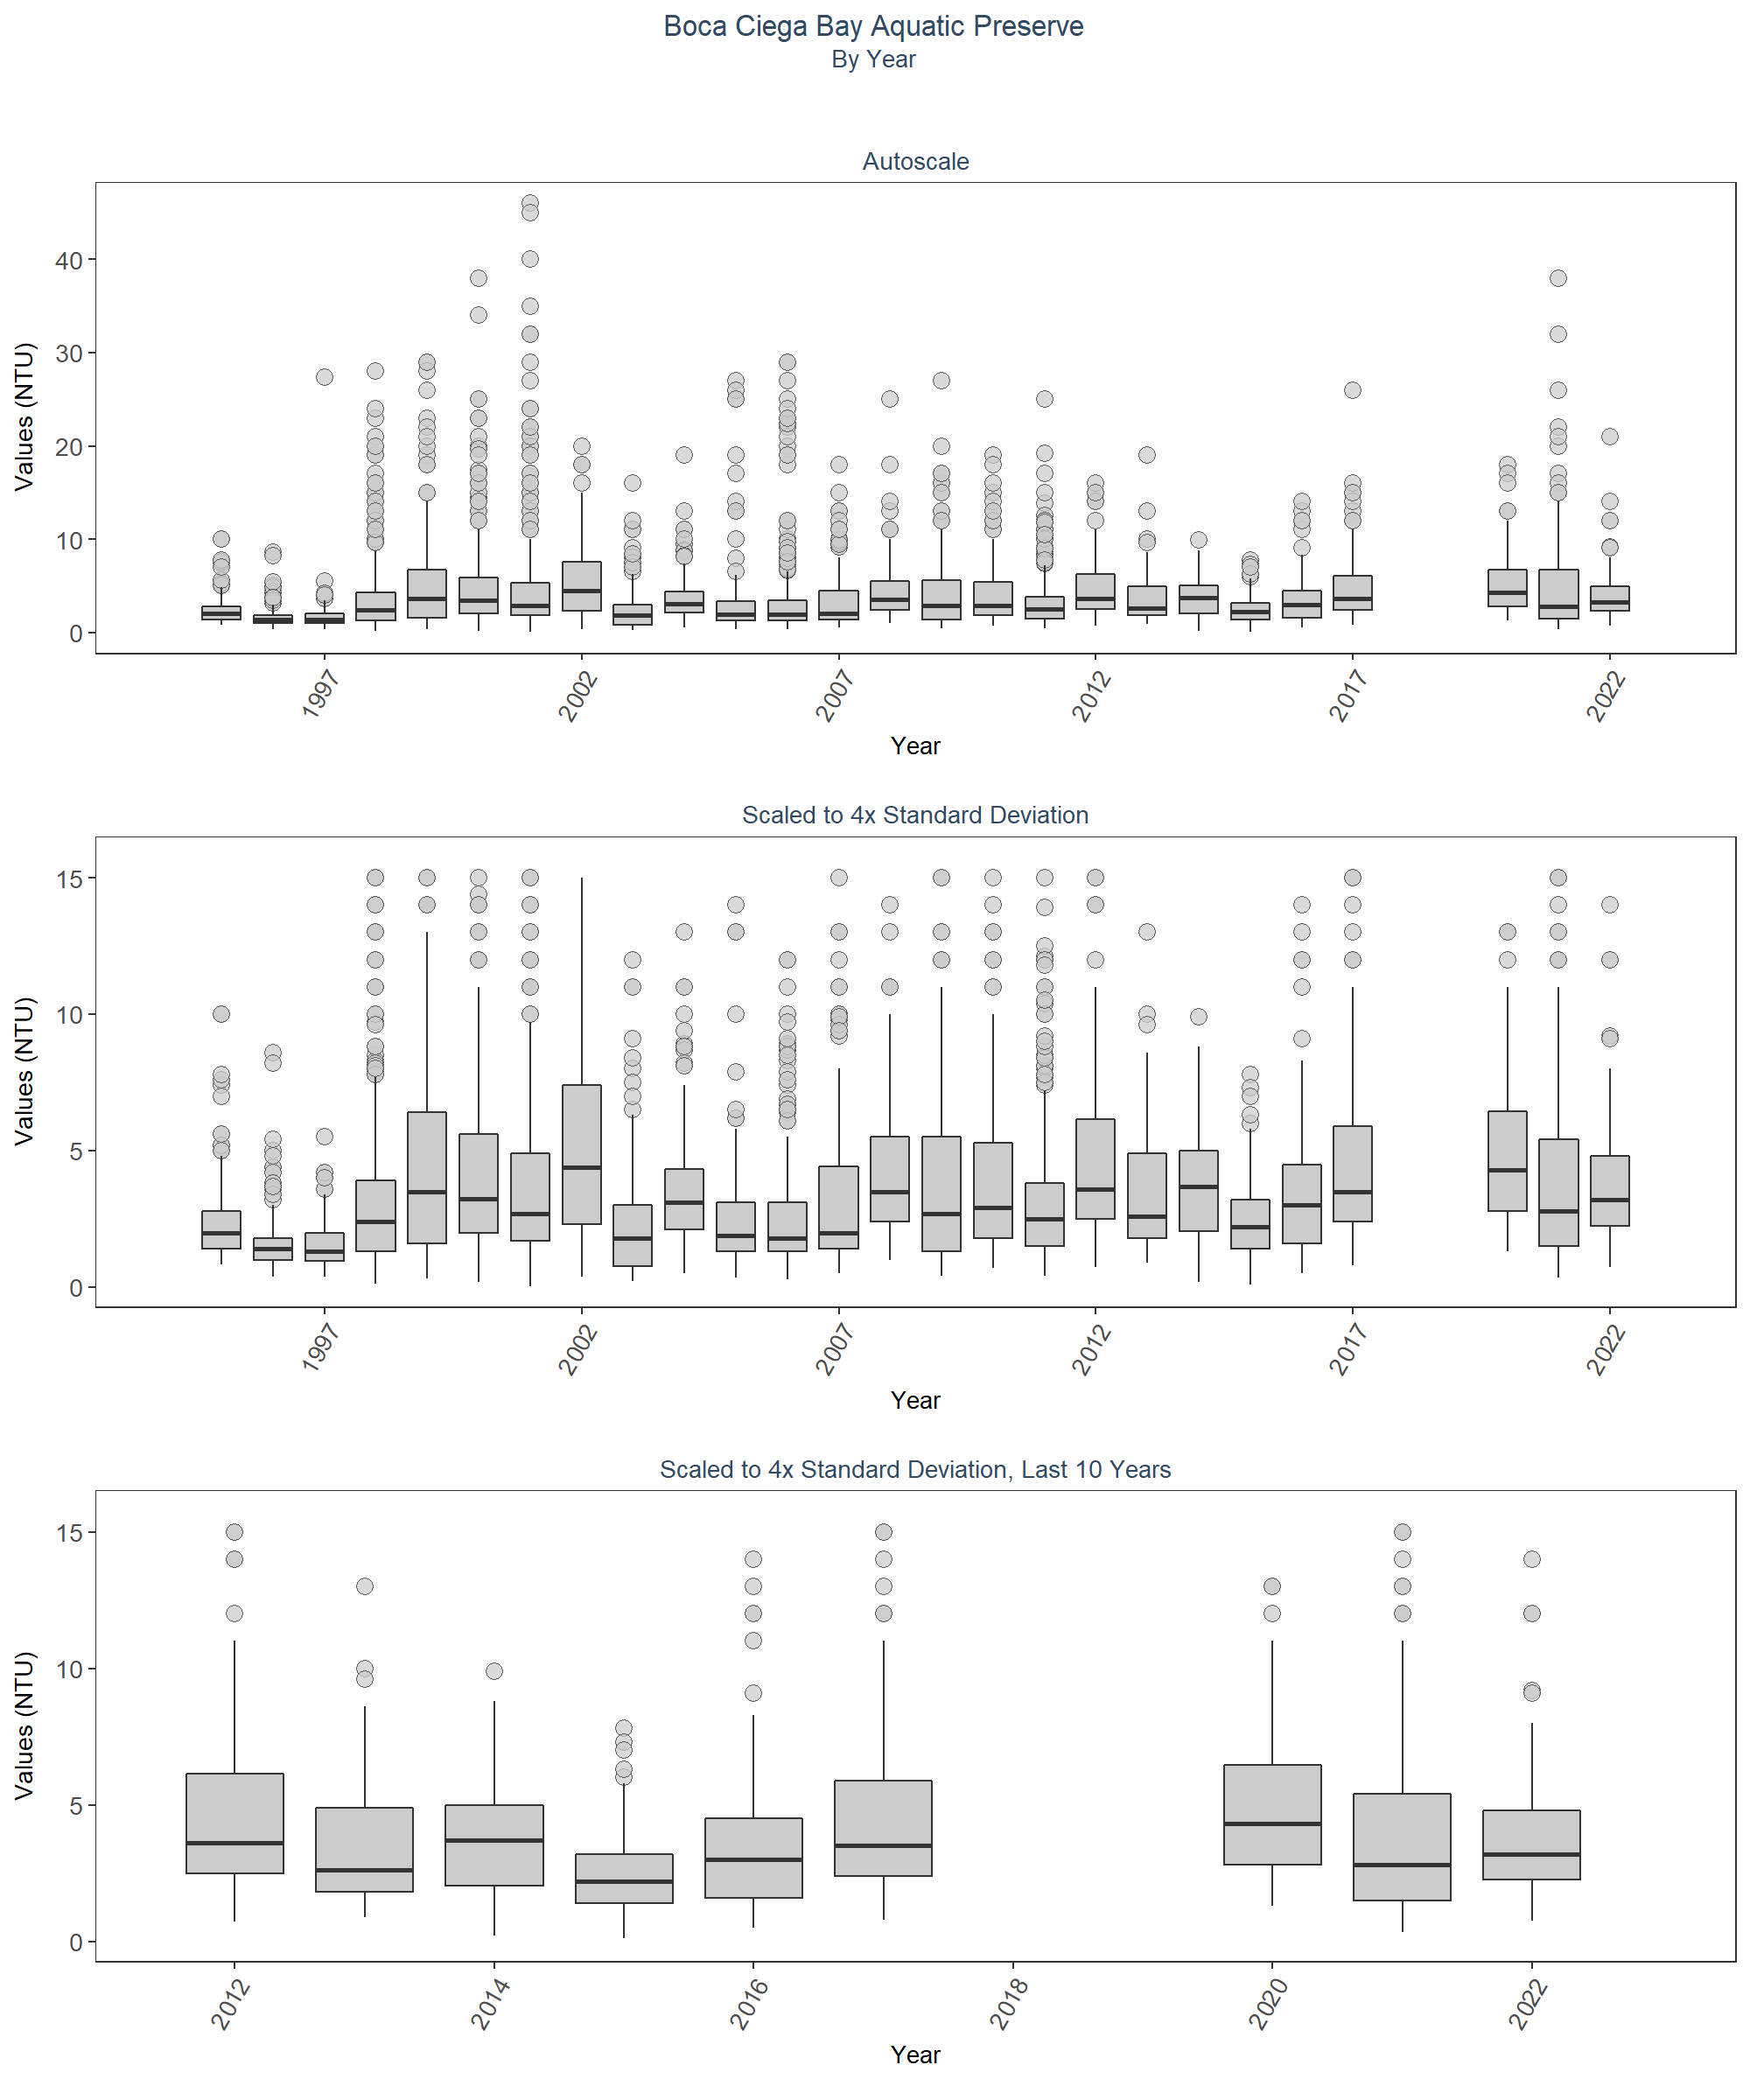 Boca Ciega Bay Aquatic Preserve
By Year
Autoscale
Values (NTU)
40
30
20
10
0
1997 2002 2007 2012 2017 2022
Year
Scaled to 4x Standard Deviation
Values (NTU)
15
10
5
0
1997 2002 2007 2012 2017 2022
Year
Scaled to 4x Standard Deviation, Last 10 Years
Values (NTU)
15
10
5
0
2012 2014 2016 2018 2020 2022
Year